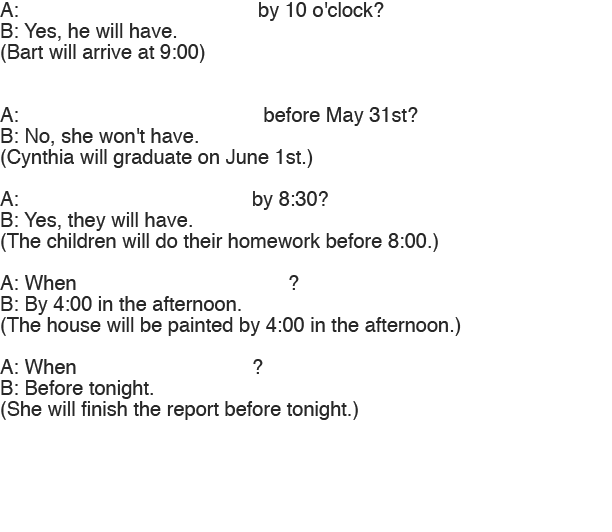 A: by 10 o'clock?
B: Yes, he will have.
(Bart will arrive at 9:00)
A: before May 31st?
B: No, she won't have.
(Cynthia will graduate on June 1st.)
A: by 8:30?
B: Yes, they will have.
(The children will do their homework before 8:00.)
A: When ?
B: By 4:00 in the afternoon.
(The house will be painted by 4:00 in the afternoon.)
A: When ?
B: Before tonight.
(She will finish the report before tonight.)